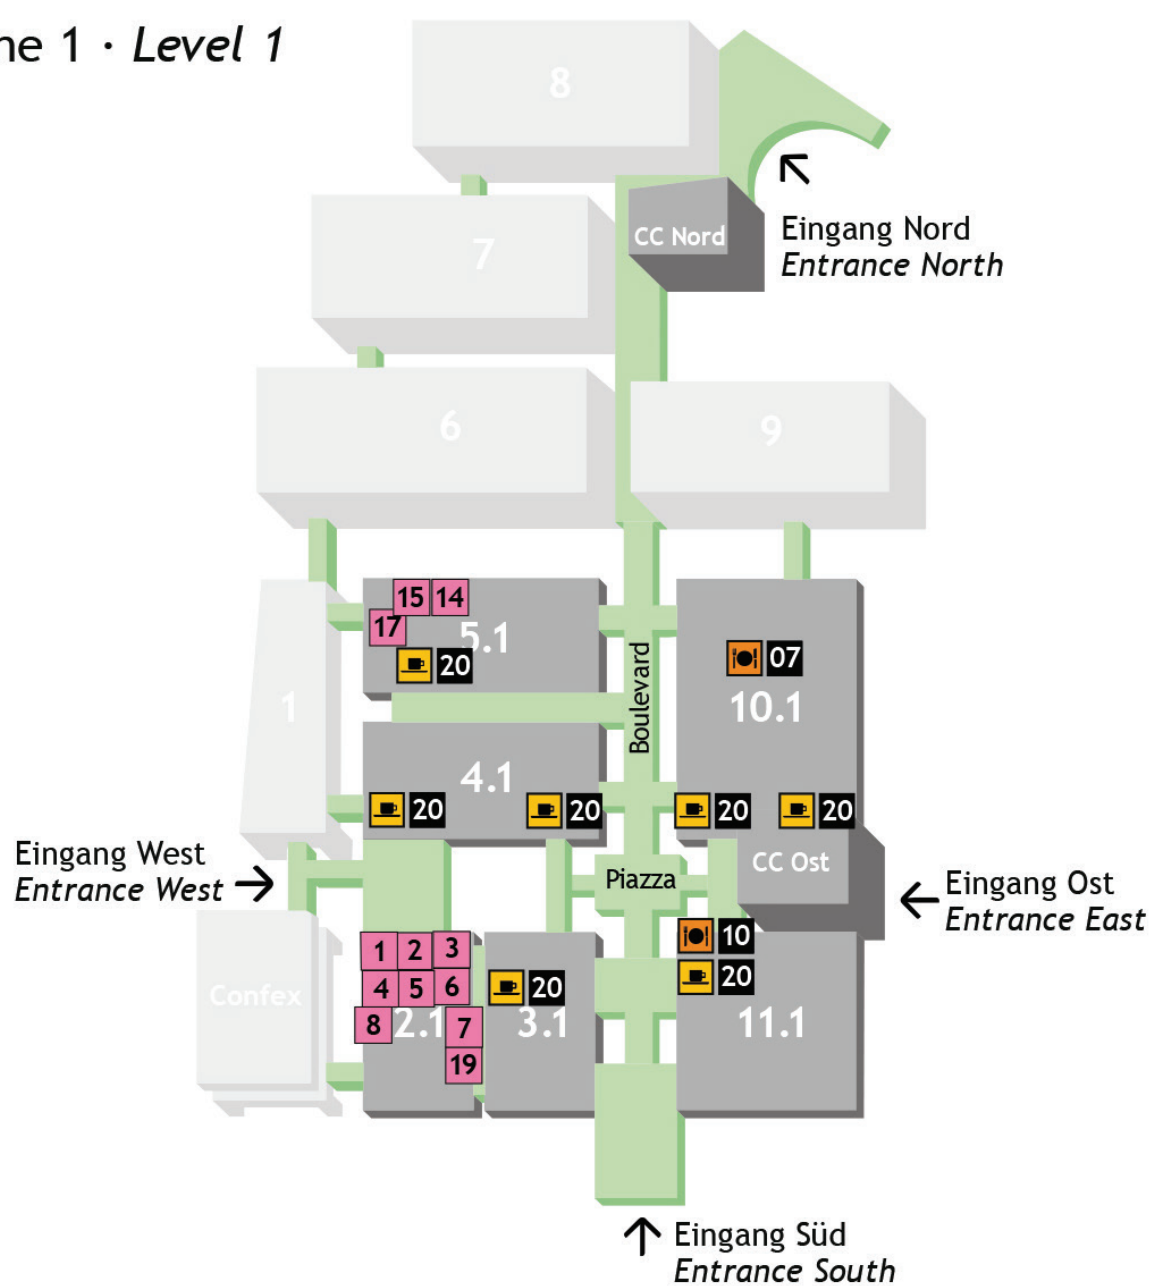 ne 1 · Level 1
8
CC Nord
Eingang Nord
Entrance North
7
6
9
15 14
17
5.1
20
07
10.1
1
Boulevard
4.1
20
20
20
20
Eingang West
Entrance West
Piazza
CC Ost
Eingang Ost
Entrance East
1 2 3
4 5 6
8
2.1
7
19
20
3.1
10
20
11.1
Confex
Eingang Süd
Entrance South